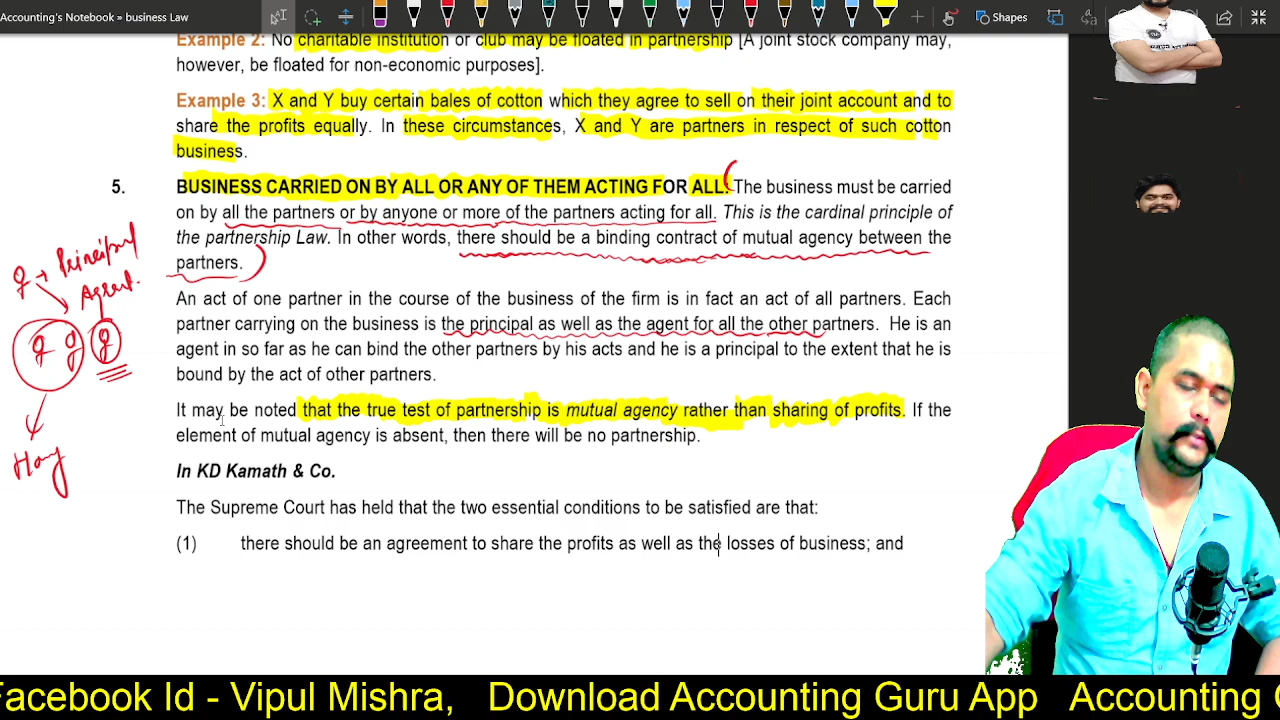 Accounting's Notebook » business Law
Shapes
Example 2: No charitable institution or club may be floated in partnership [A joint stock company may,
however, be floated for non-economic purposes].
Example 3: X and Y buy certain bales of cotton which they agree to sell on their joint account and to
share the profits equally. In these circumstances, X and Y are partners in respect of such cotton
business.
5. BUSINESS CARRIED ON BY ALL OR ANY OF THEM ACTING FOR ALL: The business must be carried
on by all the partners or by anyone or more of the partners acting for all. This is the cardinal principle of
the partnership Law. In other words, there should be a binding contract of mutual agency between the
partners.
Principal
Agent
An act of one partner in the course of the business of the firm is in fact an act of all partners. Each
partner carrying on the business is the principal as well as the agent for all the other partners. He is an
agent in so far as he can bind the other partners by his acts and he is a principal to the extent that he is
bound by the act of other partners.
It may be noted that the true test of partnership is mutual agency rather than sharing of profits. If the
element of mutual agency is absent, then there will be no partnership.
In KD Kamath & Co.
The Supreme Court has held that the two essential conditions to be satisfied are that:
(1) there should be an agreement to share the profits as well as the losses of business; and
Facebook Id - Vipul Mishra, Download Accounting Guru App Accounting